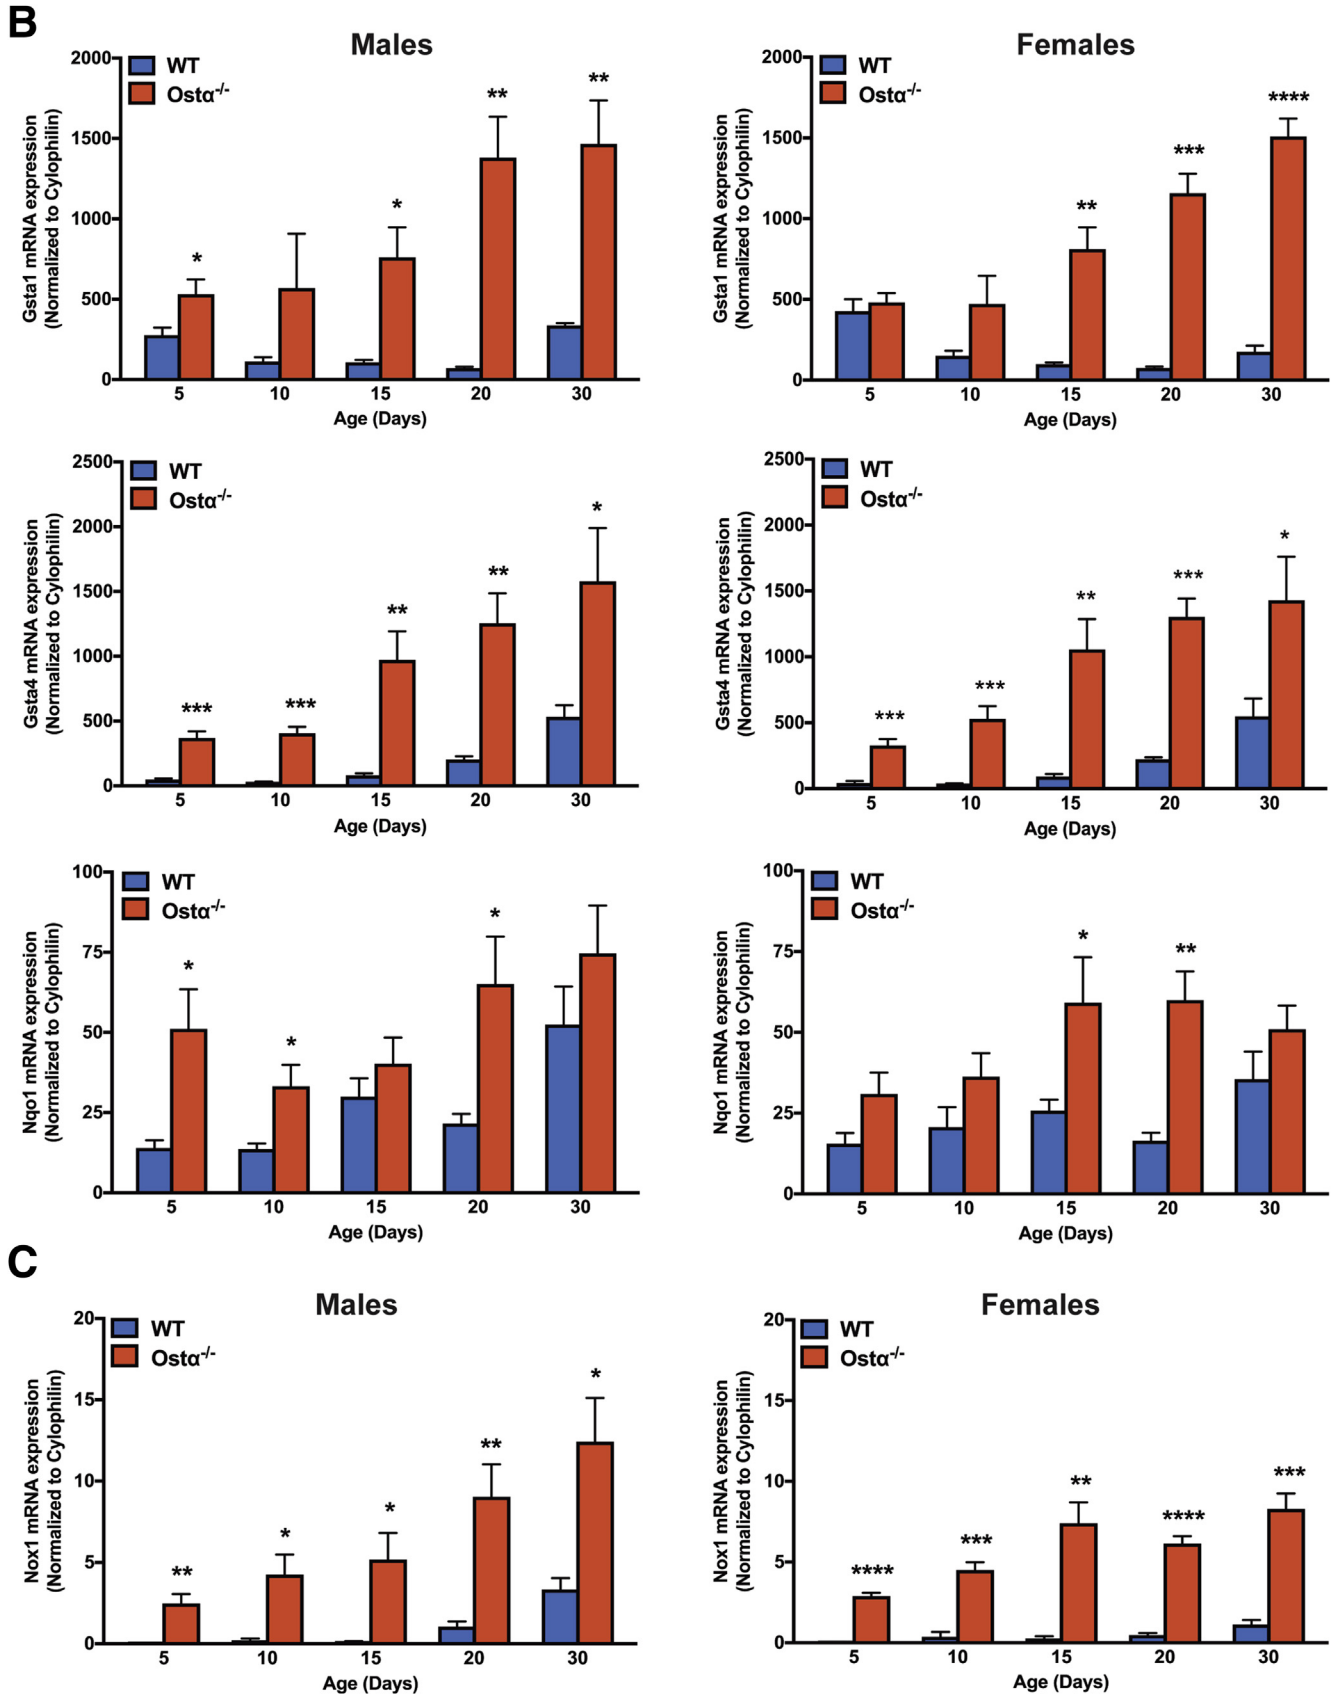 B
Males
Females
Gsta1 mRNA expression
(Normalized to Cylophilin)
2000
1500
1000
500
0
WT
Ostα-/-
*
*
**
**
5 10 15 20 30
Age (Days)
Gsta1 mRNA expression
(Normalized to Cylophilin)
2000
1500
1000
500
0
WT
Ostα-/-
**
***
****
5 10 15 20 30
Age (Days)
Gsta4 mRNA expression
(Normalized to Cylophilin)
2500
2000
1500
1000
500
0
WT
Ostα-/-
***
***
**
**
*
5 10 15 20 30
Age (Days)
Gsta4 mRNA expression
(Normalized to Cylophilin)
2500
2000
1500
1000
500
0
WT
Ostα-/-
***
***
**
***
*
5 10 15 20 30
Age (Days)
Nqo1 mRNA expression
(Normalized to Cylophilin)
100
75
50
25
0
WT
Ostα-/-
*
*
*
5 10 15 20 30
Age (Days)
Nqo1 mRNA expression
(Normalized to Cylophilin)
100
75
50
25
0
WT
Ostα-/-
*
**
5 10 15 20 30
Age (Days)
C
Males
Females
Nox1 mRNA expression
(Normalized to Cylophilin)
20
15
10
5
0
WT
Ostα-/-
**
*
*
**
*
5 10 15 20 30
Age (Days)
Nox1 mRNA expression
(Normalized to Cylophilin)
20
15
10
5
0
WT
Ostα-/-
****
***
**
****
***
5 10 15 20 30
Age (Days)